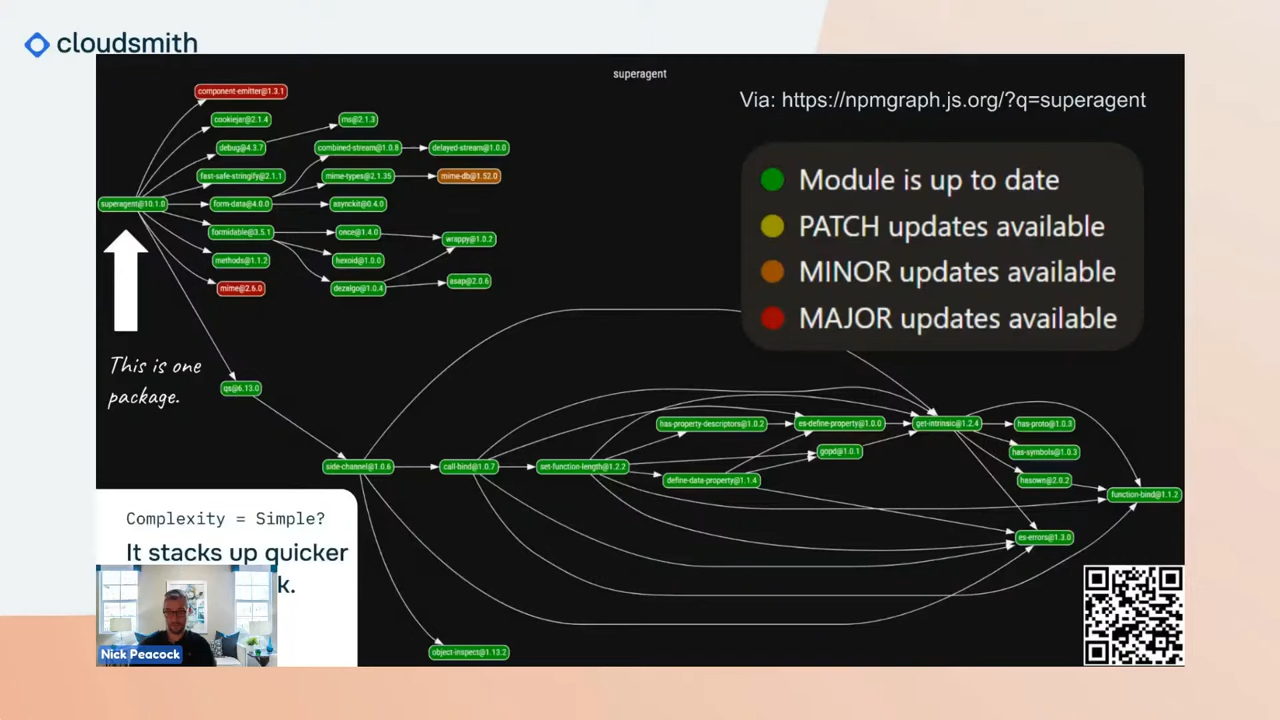 cloudsmith
superagent
Via: https://npmgraph.js.org/?q=superagent
component-emitter@1.3.1
cookiejar@2.1.4
ms@2.1.3
debug@4.3.7
combined-stream@1.0.8
delayed-stream@1.0.0
fast-safe-stringify@2.1.1
mime-types@2.1.35
mime-db@1.52.0
superagent@10.1.0
form-data@4.0.0
asynckit@0.4.0
formidable@3.5.1
once@1.4.0
wrappy@1.0.2
methods@1.1.2
hexoid@1.0.0
mime@2.6.0
dezalgo@1.0.4
asap@2.0.6
Module is up to date
PATCH updates available
MINOR updates available
MAJOR updates available
This is one
package.
qs@6.13.0
has-property-descriptors@1.0.2
es-define-property@1.0.0
get-intrinsic@1.2.4
has-proto@1.0.3
gopd@1.0.1
has-symbols@1.0.3
side-channel@1.0.6
call-bind@1.0.7
set-function-length@1.2.2
define-data-property@1.1.4
hasown@2.0.2
function-bind@1.1.2
es-errors@1.3.0
object-inspect@1.13.2
Complexity = Simple?
It stacks up quicker
k.
Nick Peacock